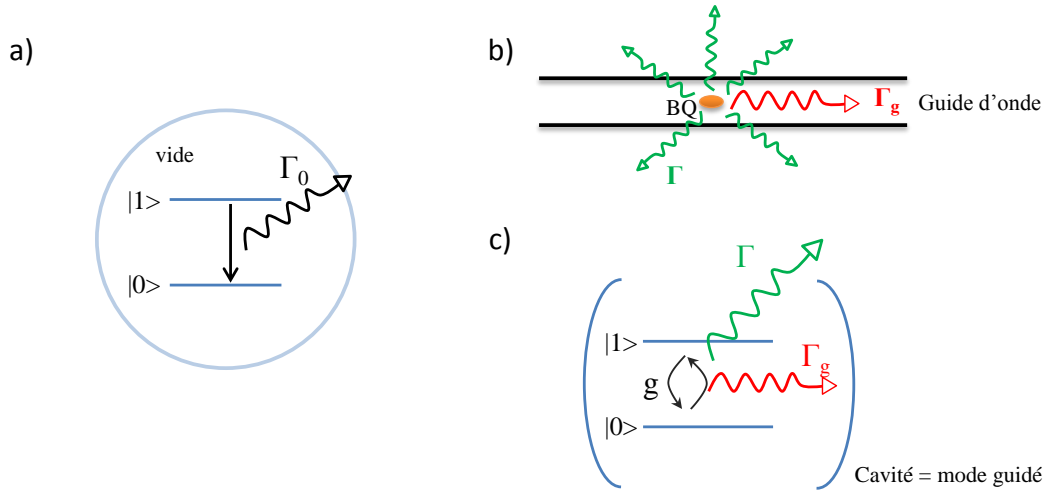 a)
vide
Γ₀
|1>
|0>
b)
BQ
Γg
Guide d’onde
Γ
c)
Γ
|1>
Γg
g
|0>
Cavité = mode guidé